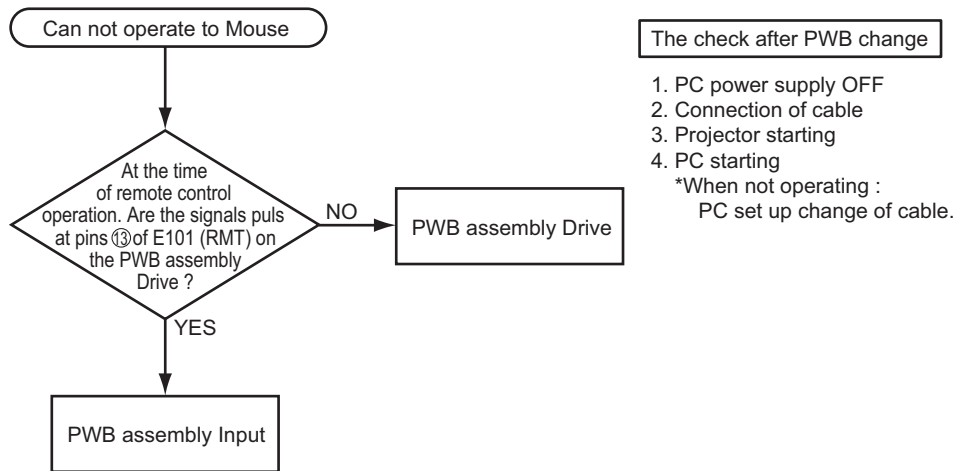 Can not operate to Mouse
At the time
of remote control
operation. Are the signals puls
at pins ⑬ of E101 (RMT) on
the PWB assembly
Drive ?
NO
PWB assembly Drive
YES
PWB assembly Input
The check after PWB change
1. PC power supply OFF
2. Connection of cable
3. Projector starting
4. PC starting
*When not operating :
PC set up change of cable.